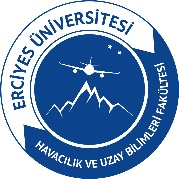 ERCİYES ÜNİVERSİTESİ
HAVACILIK VE UZAY BİLİMLERİ FAKÜLTESİ